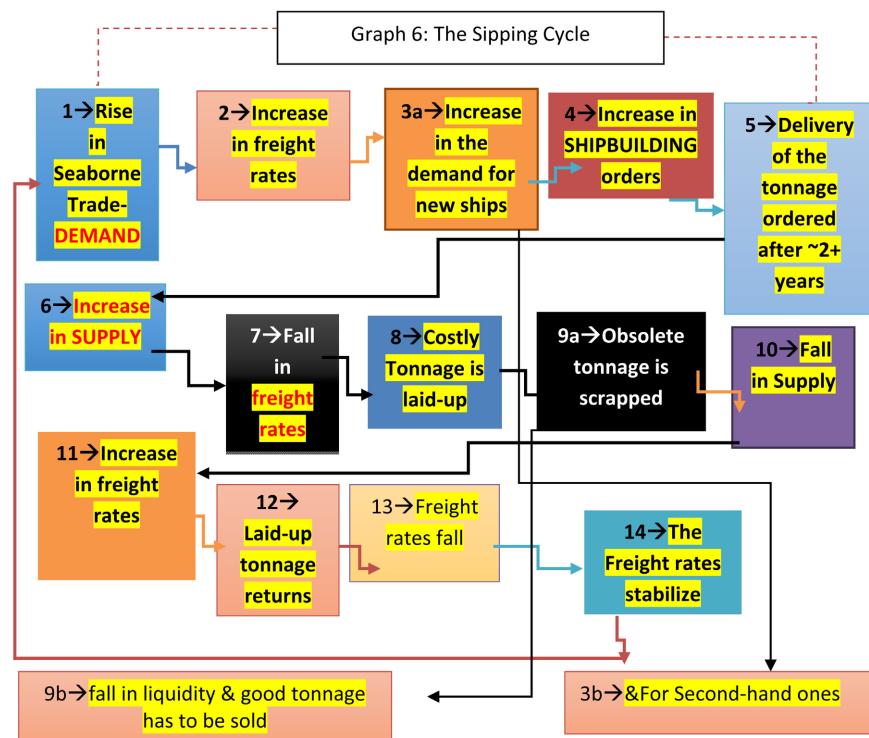 Graph 6: The Sipping Cycle
1→Rise
in
Seaborne
Trade-
DEMAND
2→Increase
in freight
rates
3a→Increase
in the
demand for
new ships
4→Increase in
SHIPBUILDING
orders
5→Delivery
of the
tonnage
ordered
after ~2+
years
6→Increase
in SUPPLY
7→Fall
in
freight
rates
8→Costly
Tonnage is
laid-up
9a→Obsolete
tonnage is
scrapped
10→Fall
in Supply
11→Increase
in freight
rates
12→
Laid-up
tonnage
returns
13→Freight
rates fall
14→The
Freight rates
stabilize
9b→fall in liquidity & good tonnage
has to be sold
3b→&For Second-hand ones